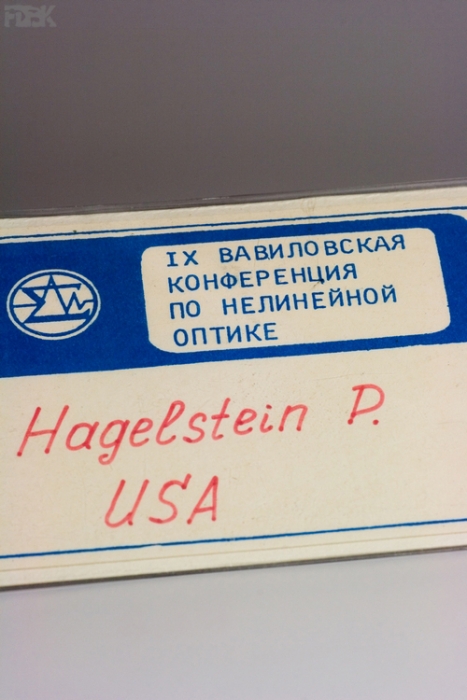 IX ВАВИЛОВСКАЯ
КОНФЕРЕНЦИЯ
ПО НЕЛИНЕЙНОЙ
ОПТИКЕ
Hagelstein P.
USA